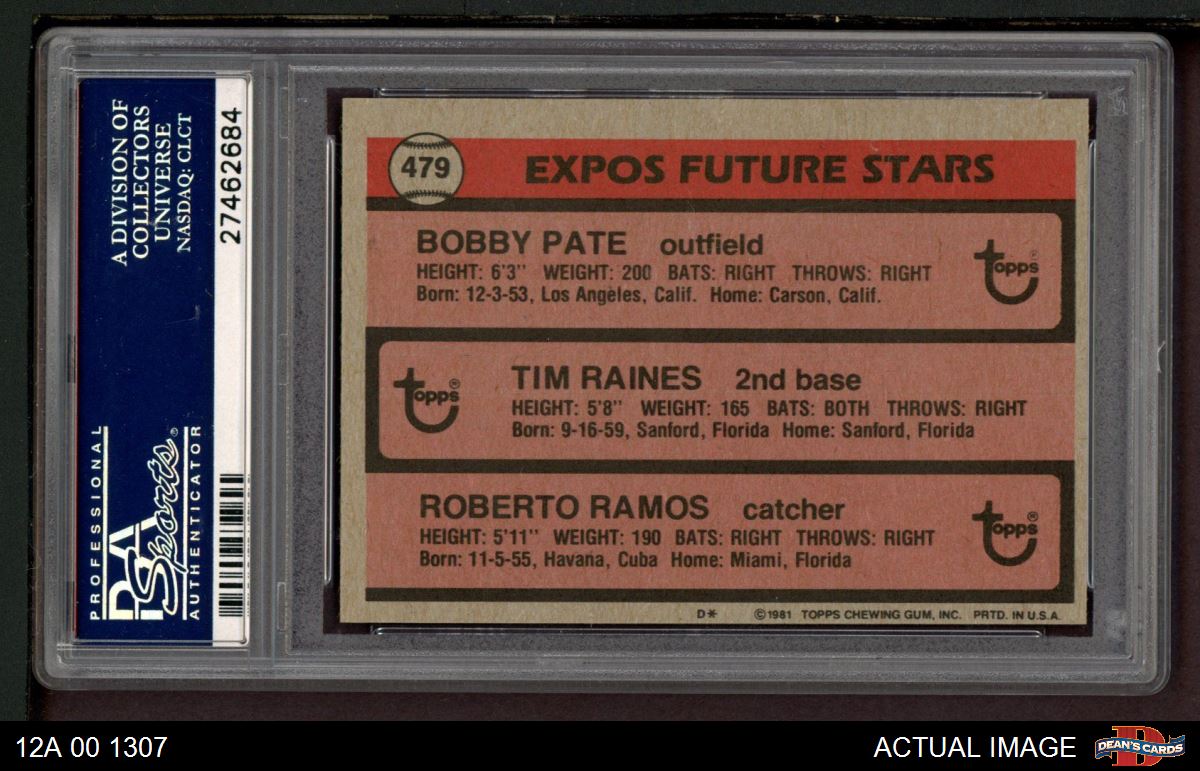 A DIVISION OF
COLLECTORS
UNIVERSE
NASDAQ: CLCT
27462684
PROFESSIONAL
PSA
Sports®
AUTHENTICATOR
479 EXPOS FUTURE STARS
BOBBY PATE outfield
HEIGHT: 6'3" WEIGHT: 200 BATS: RIGHT THROWS: RIGHT
Born: 12-3-53, Los Angeles, Calif. Home: Carson, Calif.
topps®
TIM RAINES 2nd base
HEIGHT: 5'8" WEIGHT: 165 BATS: BOTH THROWS: RIGHT
Born: 9-16-59, Sanford, Florida Home: Sanford, Florida
topps®
ROBERTO RAMOS catcher
HEIGHT: 5'11" WEIGHT: 190 BATS: RIGHT THROWS: RIGHT
Born: 11-5-55, Havana, Cuba Home: Miami, Florida
topps®
D* ©1981 TOPPS CHEWING GUM, INC. PRTD. IN U.S.A.
12A 00 1307
ACTUAL IMAGE
DEAN'S CARDS